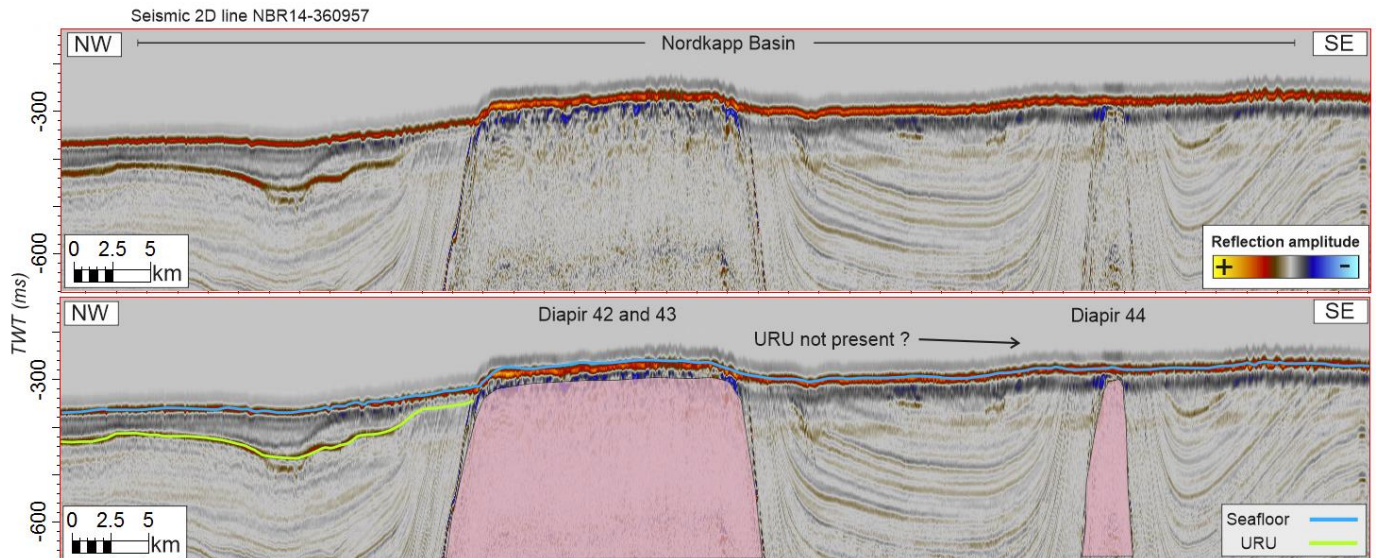 Seismic 2D line NBR14-360957
NW
Nordkapp Basin
SE
-300
-600
0 2.5 5
km
Reflection amplitude
+ -
TWT (ms)
NW
Diapir 42 and 43
Diapir 44
SE
URU not present ?
-300
-600
0 2.5 5
km
Seafloor
URU